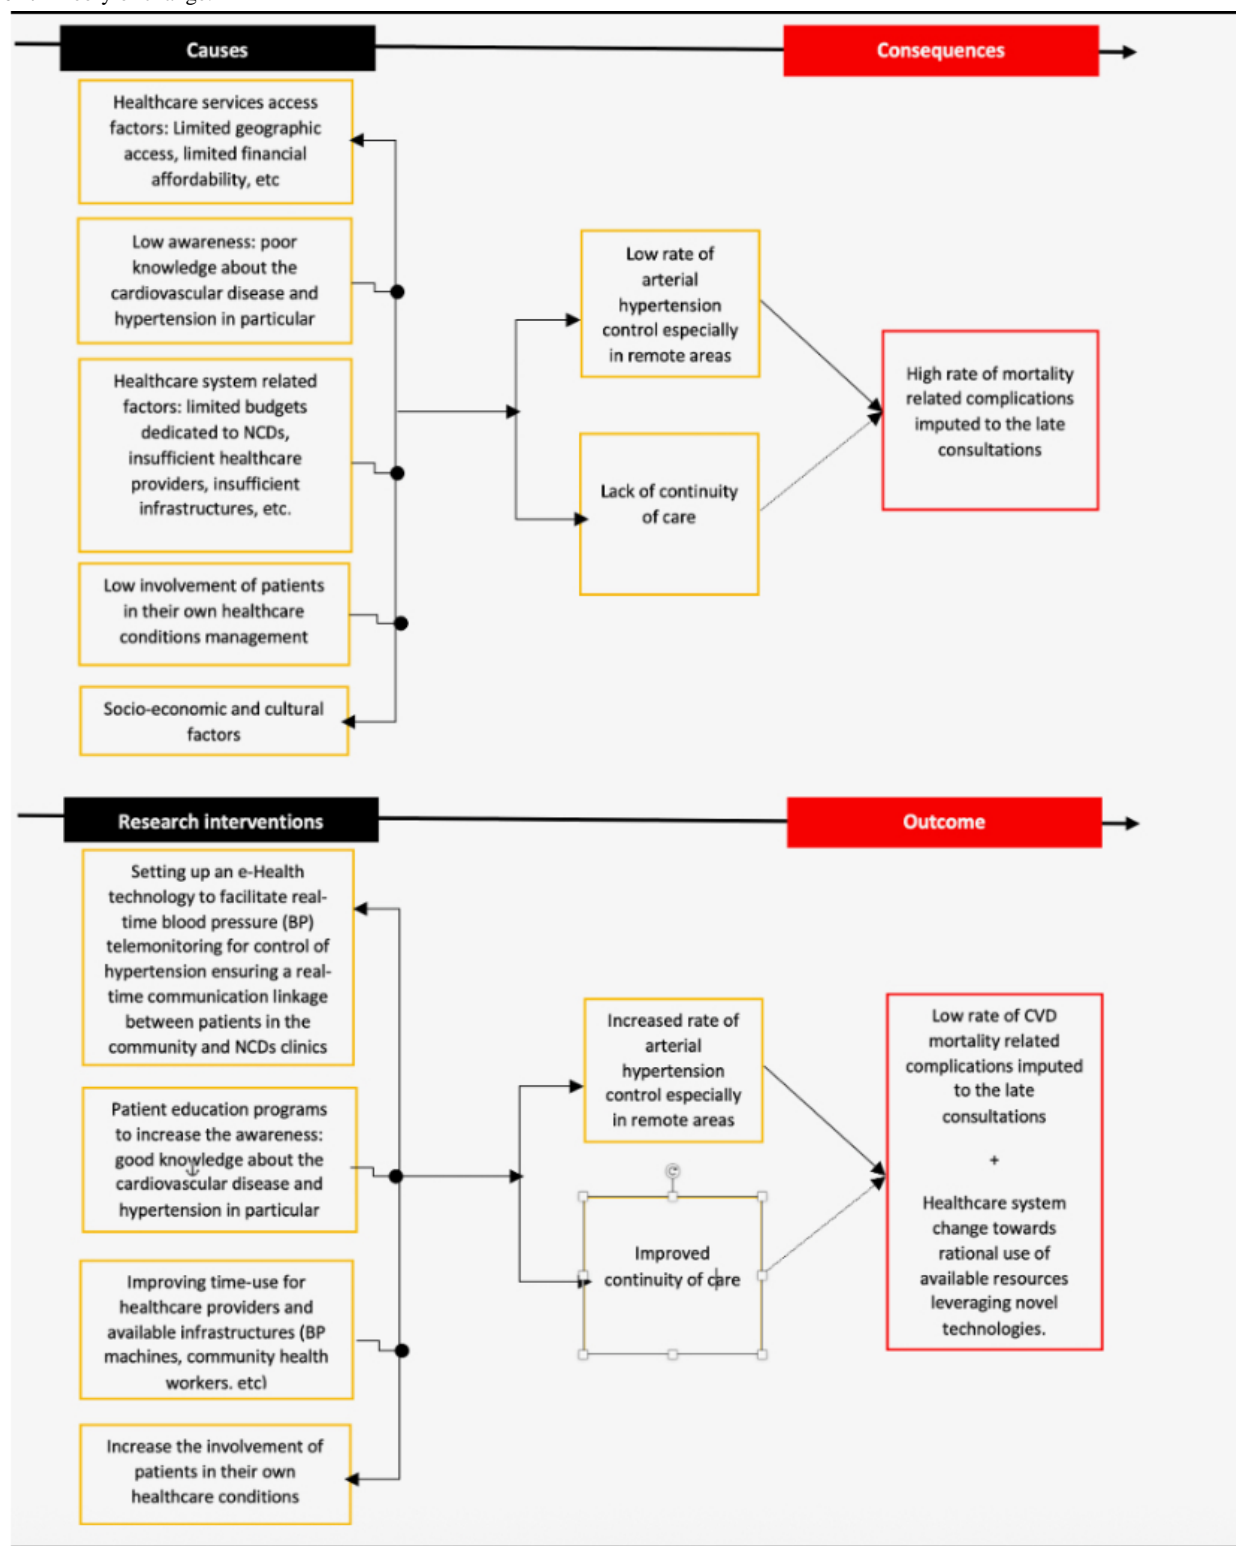 Causes
Consequences
Healthcare services access
factors: Limited geographic
access, limited financial
affordability, etc
Low awareness: poor
knowledge about the
cardiovascular disease and
hypertension in particular
Healthcare system related
factors: limited budgets
dedicated to NCDs,
insufficient healthcare
providers, insufficient
infrastructures, etc.
Low involvement of patients
in their own healthcare
conditions management
Socio-economic and cultural
factors
Low rate of
arterial
hypertension
control especially
in remote areas
Lack of continuity
of care
High rate of mortality
related complications
imputed to the late
consultations
Research interventions
Outcome
Setting up an e-Health
technology to facilitate real-
time blood pressure (BP)
telemonitoring for control of
hypertension ensuring a real-
time communication linkage
between patients in the
community and NCDs clinics
Patient education programs
to increase the awareness:
good knowledge about the
cardiovascular disease and
hypertension in particular
Improving time-use for
healthcare providers and
available infrastructures (BP
machines, community health
workers. etc)
Increase the involvement of
patients in their own
healthcare conditions
Increased rate of
arterial
hypertension
control especially
in remote areas
Improved
continuity of care
Low rate of CVD
mortality related
complications imputed
to the late
consultations
+
Healthcare system
change towards
rational use of
available resources
leveraging novel
technologies.